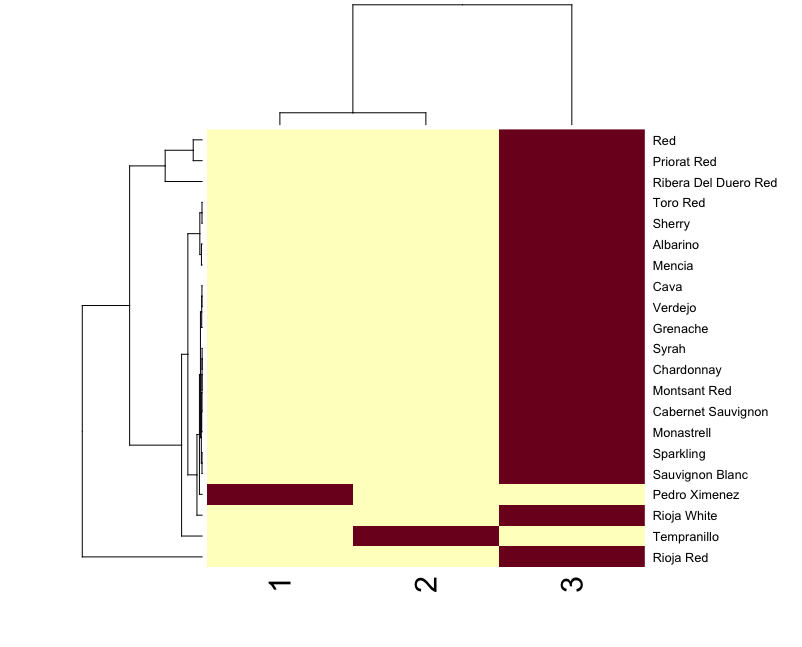 Red
Priorat Red
Ribera Del Duero Red
Toro Red
Sherry
Albarino
Mencia
Cava
Verdejo
Grenache
Syrah
Chardonnay
Montsant Red
Cabernet Sauvignon
Monastrell
Sparkling
Sauvignon Blanc
Pedro Ximenez
Rioja White
Tempranillo
Rioja Red
1
2
3